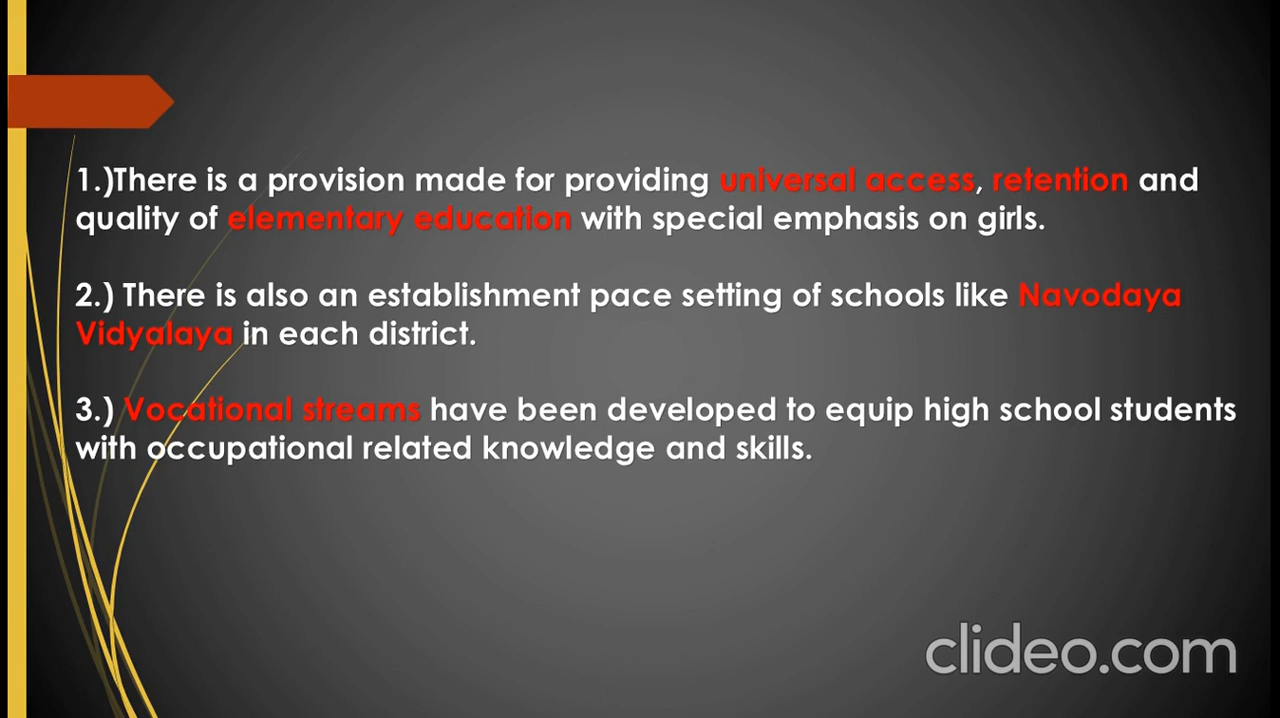 1.)There is a provision made for providing universal access, retention and
quality of elementary education with special emphasis on girls.
2.) There is also an establishment pace setting of schools like Navodaya
Vidyalaya in each district.
3.) Vocational streams have been developed to equip high school students
with occupational related knowledge and skills.
clideo.com